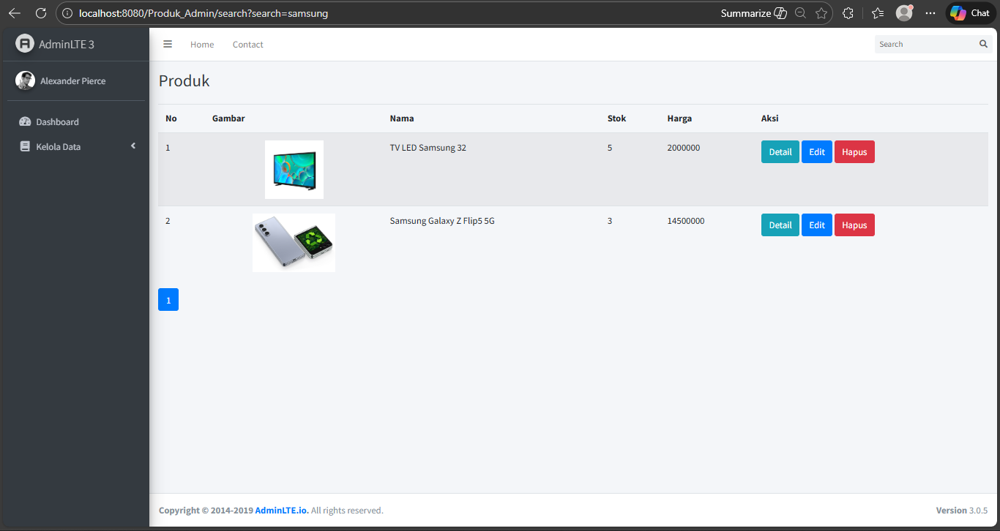 localhost:8080/Produk_Admin/search?search=samsung
Summarize
Chat
AdminLTE 3
Home
Contact
Search
Alexander Pierce
Dashboard
Kelola Data
Produk
No Gambar Nama Stok Harga Aksi
1 TV LED Samsung 32 5 2000000 Detail Edit Hapus
2 Samsung Galaxy Z Flip5 5G 3 14500000 Detail Edit Hapus
1
Copyright © 2014-2019 AdminLTE.io. All rights reserved.
Version 3.0.5